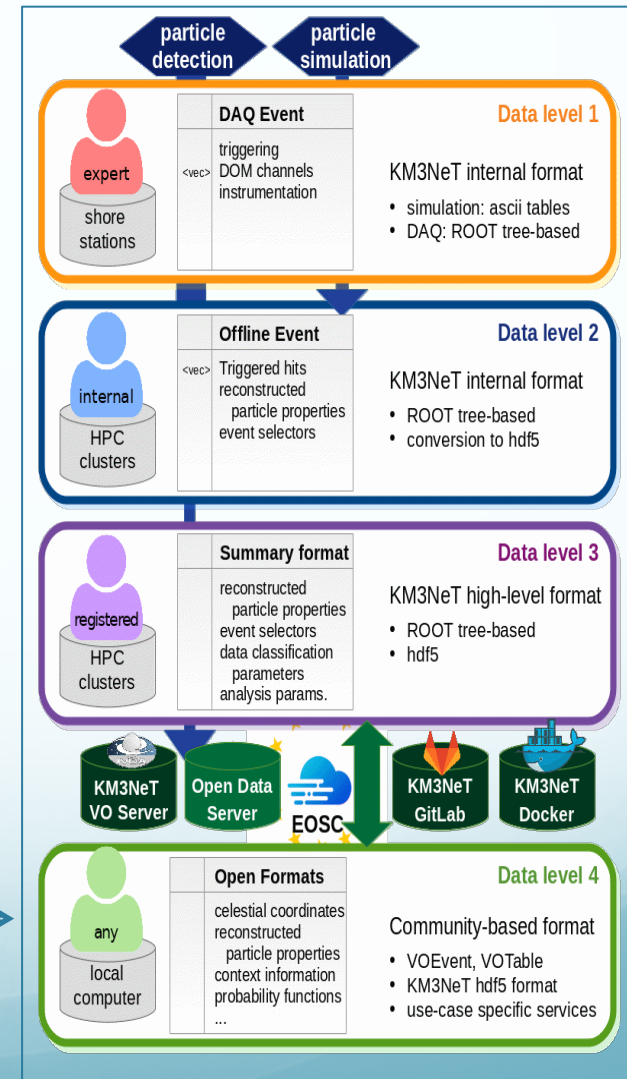 particle
detection
particle
simulation
Data level 1
expert
shore
stations
DAQ Event
<vec>
triggering
DOM channels
instrumentation
KM3NeT internal format
• simulation: ascii tables
• DAQ: ROOT tree-based
Data level 2
internal
HPC
clusters
Offline Event
<vec>
Triggered hits
reconstructed
particle properties
event selectors
KM3NeT internal format
• ROOT tree-based
• conversion to hdf5
Data level 3
registered
HPC
clusters
Summary format
reconstructed
particle properties
event selectors
data classification
parameters
analysis params.
KM3NeT high-level format
• ROOT tree-based
• hdf5
KM3NeT
VO Server
Open Data
Server
EOSC
KM3NeT
GitLab
KM3NeT
Docker
Data level 4
any
local
computer
Open Formats
celestial coordinates
reconstructed
particle properties
context information
probability functions
...
Community-based format
• VOEvent, VOTable
• KM3NeT hdf5 format
• use-case specific services